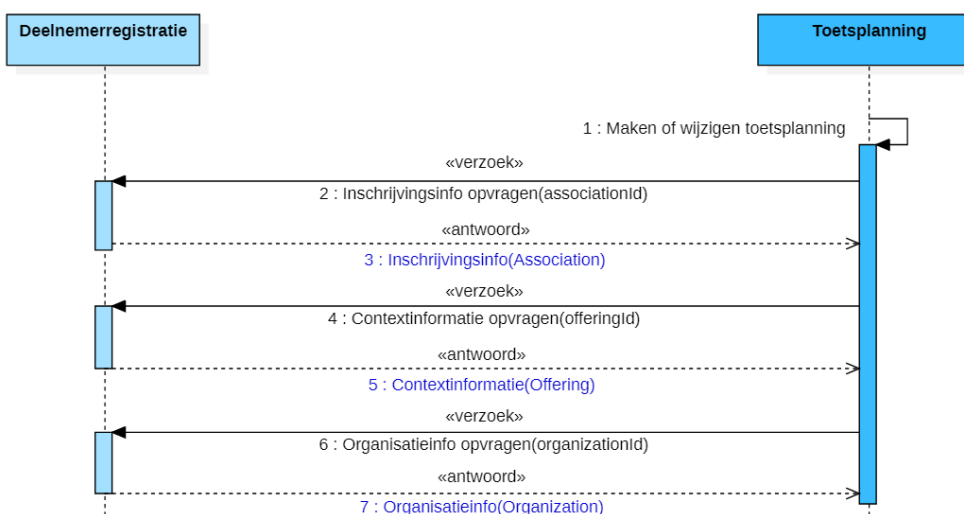 Deelnemerregistratie
Toetsplanning
1 : Maken of wijzigen toetsplanning
«verzoek»
2 : Inschrijvingsinfo opvragen(associationId)
«antwoord»
3 : Inschrijvingsinfo(Association)
«verzoek»
4 : Contextinformatie opvragen(offeringId)
«antwoord»
5 : Contextinformatie(Offering)
«verzoek»
6 : Organisatieinfo opvragen(organizationId)
«antwoord»
7 : Organisatieinfo(Organization)